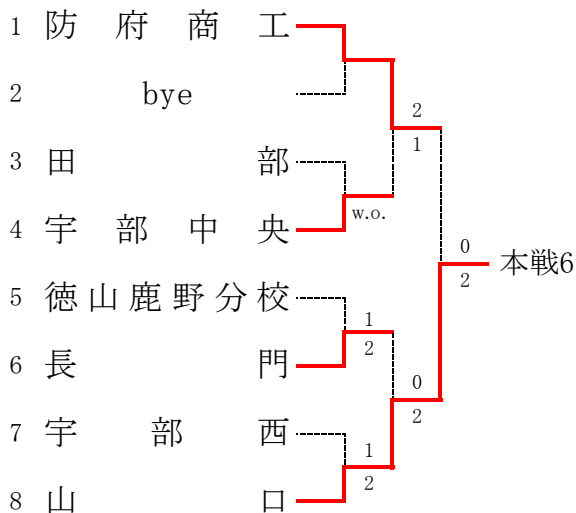 1 防府商工
2 bye
2
1
3 田部
w.o.
4 宇部中央
0
2
本戦6
5 徳山鹿野分校
1
2
6 長門
0
2
7 宇部西
1
2
8 山口